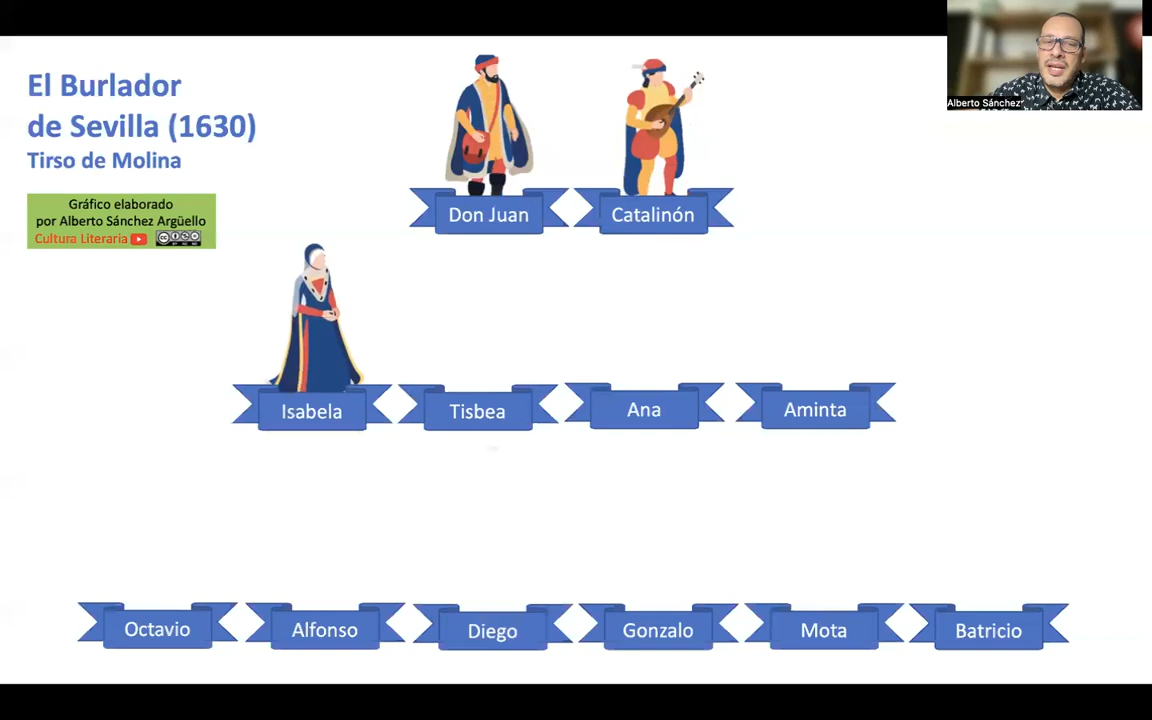 El Burlador
de Sevilla (1630)
Tirso de Molina
Gráfico elaborado
por Alberto Sánchez Argüello
Cultura Literaria
Alberto Sánchez
Don Juan
Catalinón
Isabela
Tisbea
Ana
Aminta
Octavio
Alfonso
Diego
Gonzalo
Mota
Batricio